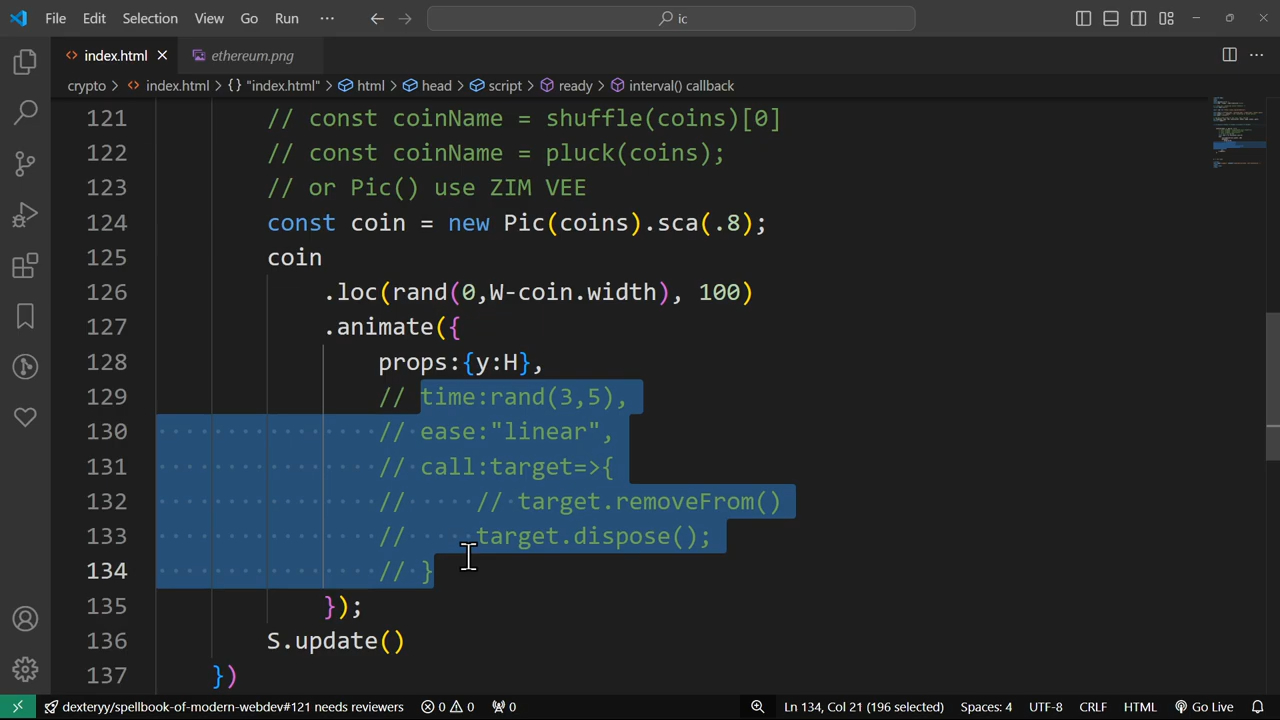 File Edit Selection View Go Run ··· ic
index.html ethereum.png
crypto > index.html > {} "index.html" > html > head > script > ready > interval() callback
121 // const coinName = shuffle(coins)[0]
122 // const coinName = pluck(coins);
123 // or Pic() use ZIM VEE
124 const coin = new Pic(coins).sca(.8);
125 coin
126 .loc(rand(0,W-coin.width), 100)
127 .animate({
128 props:{y:H},
129 // time:rand(3,5),
130 // ease:"linear",
131 // call:target=>{
132 // // target.removeFrom()
133 // target.dispose();
134 // }
135 });
136 S.update()
137 })
dexteryy/spellbook-of-modern-webdev#121 needs reviewers 0 0 0 Ln 134, Col 21 (196 selected) Spaces: 4 UTF-8 CRLF HTML Go Live